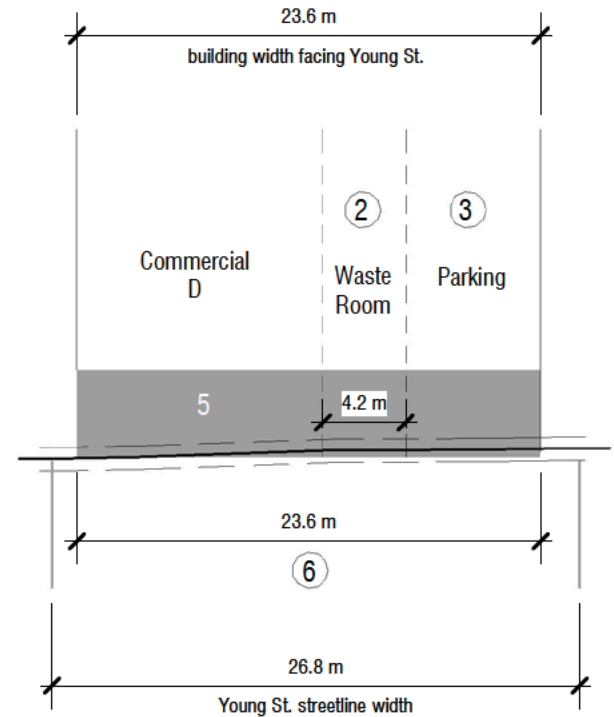 23.6 m
building width facing Young St.
2
3
Commercial
D
Waste
Room
Parking
5
4.2 m
23.6 m
6
26.8 m
Young St. streetline width